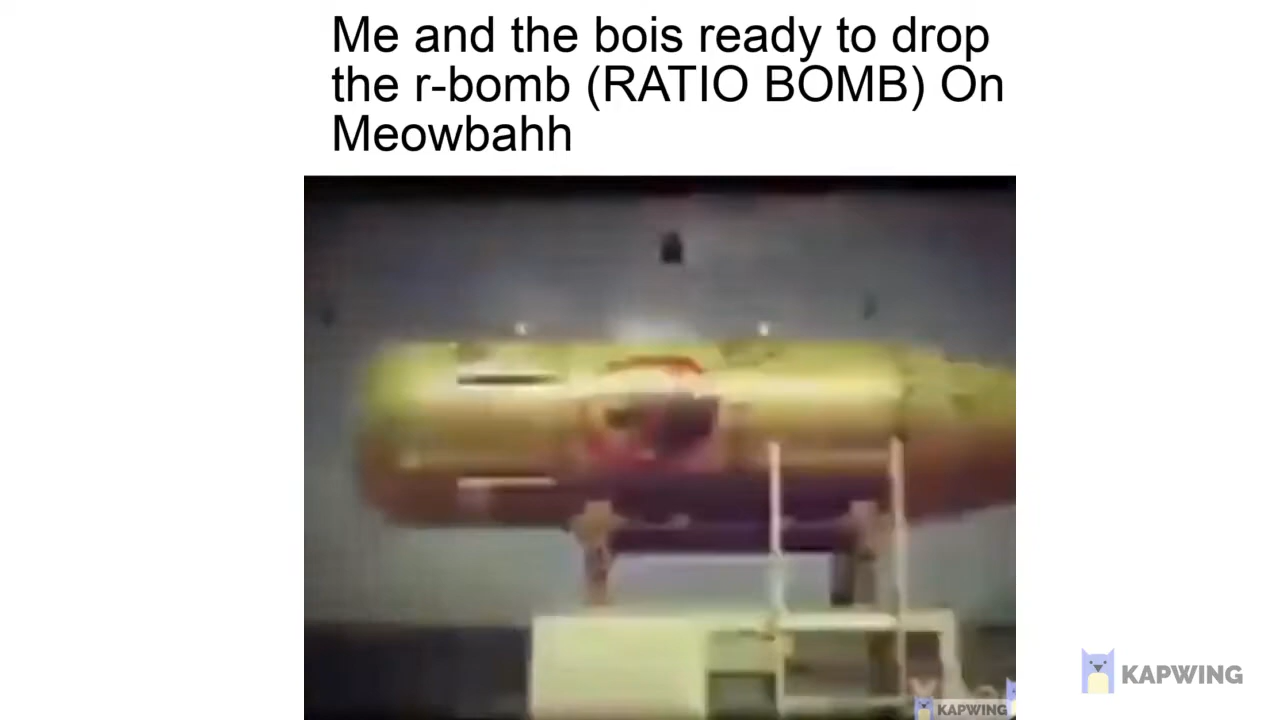 Me and the bois ready to drop
the r-bomb (RATIO BOMB) On
Meowbahh
KAPWING
KAPWING